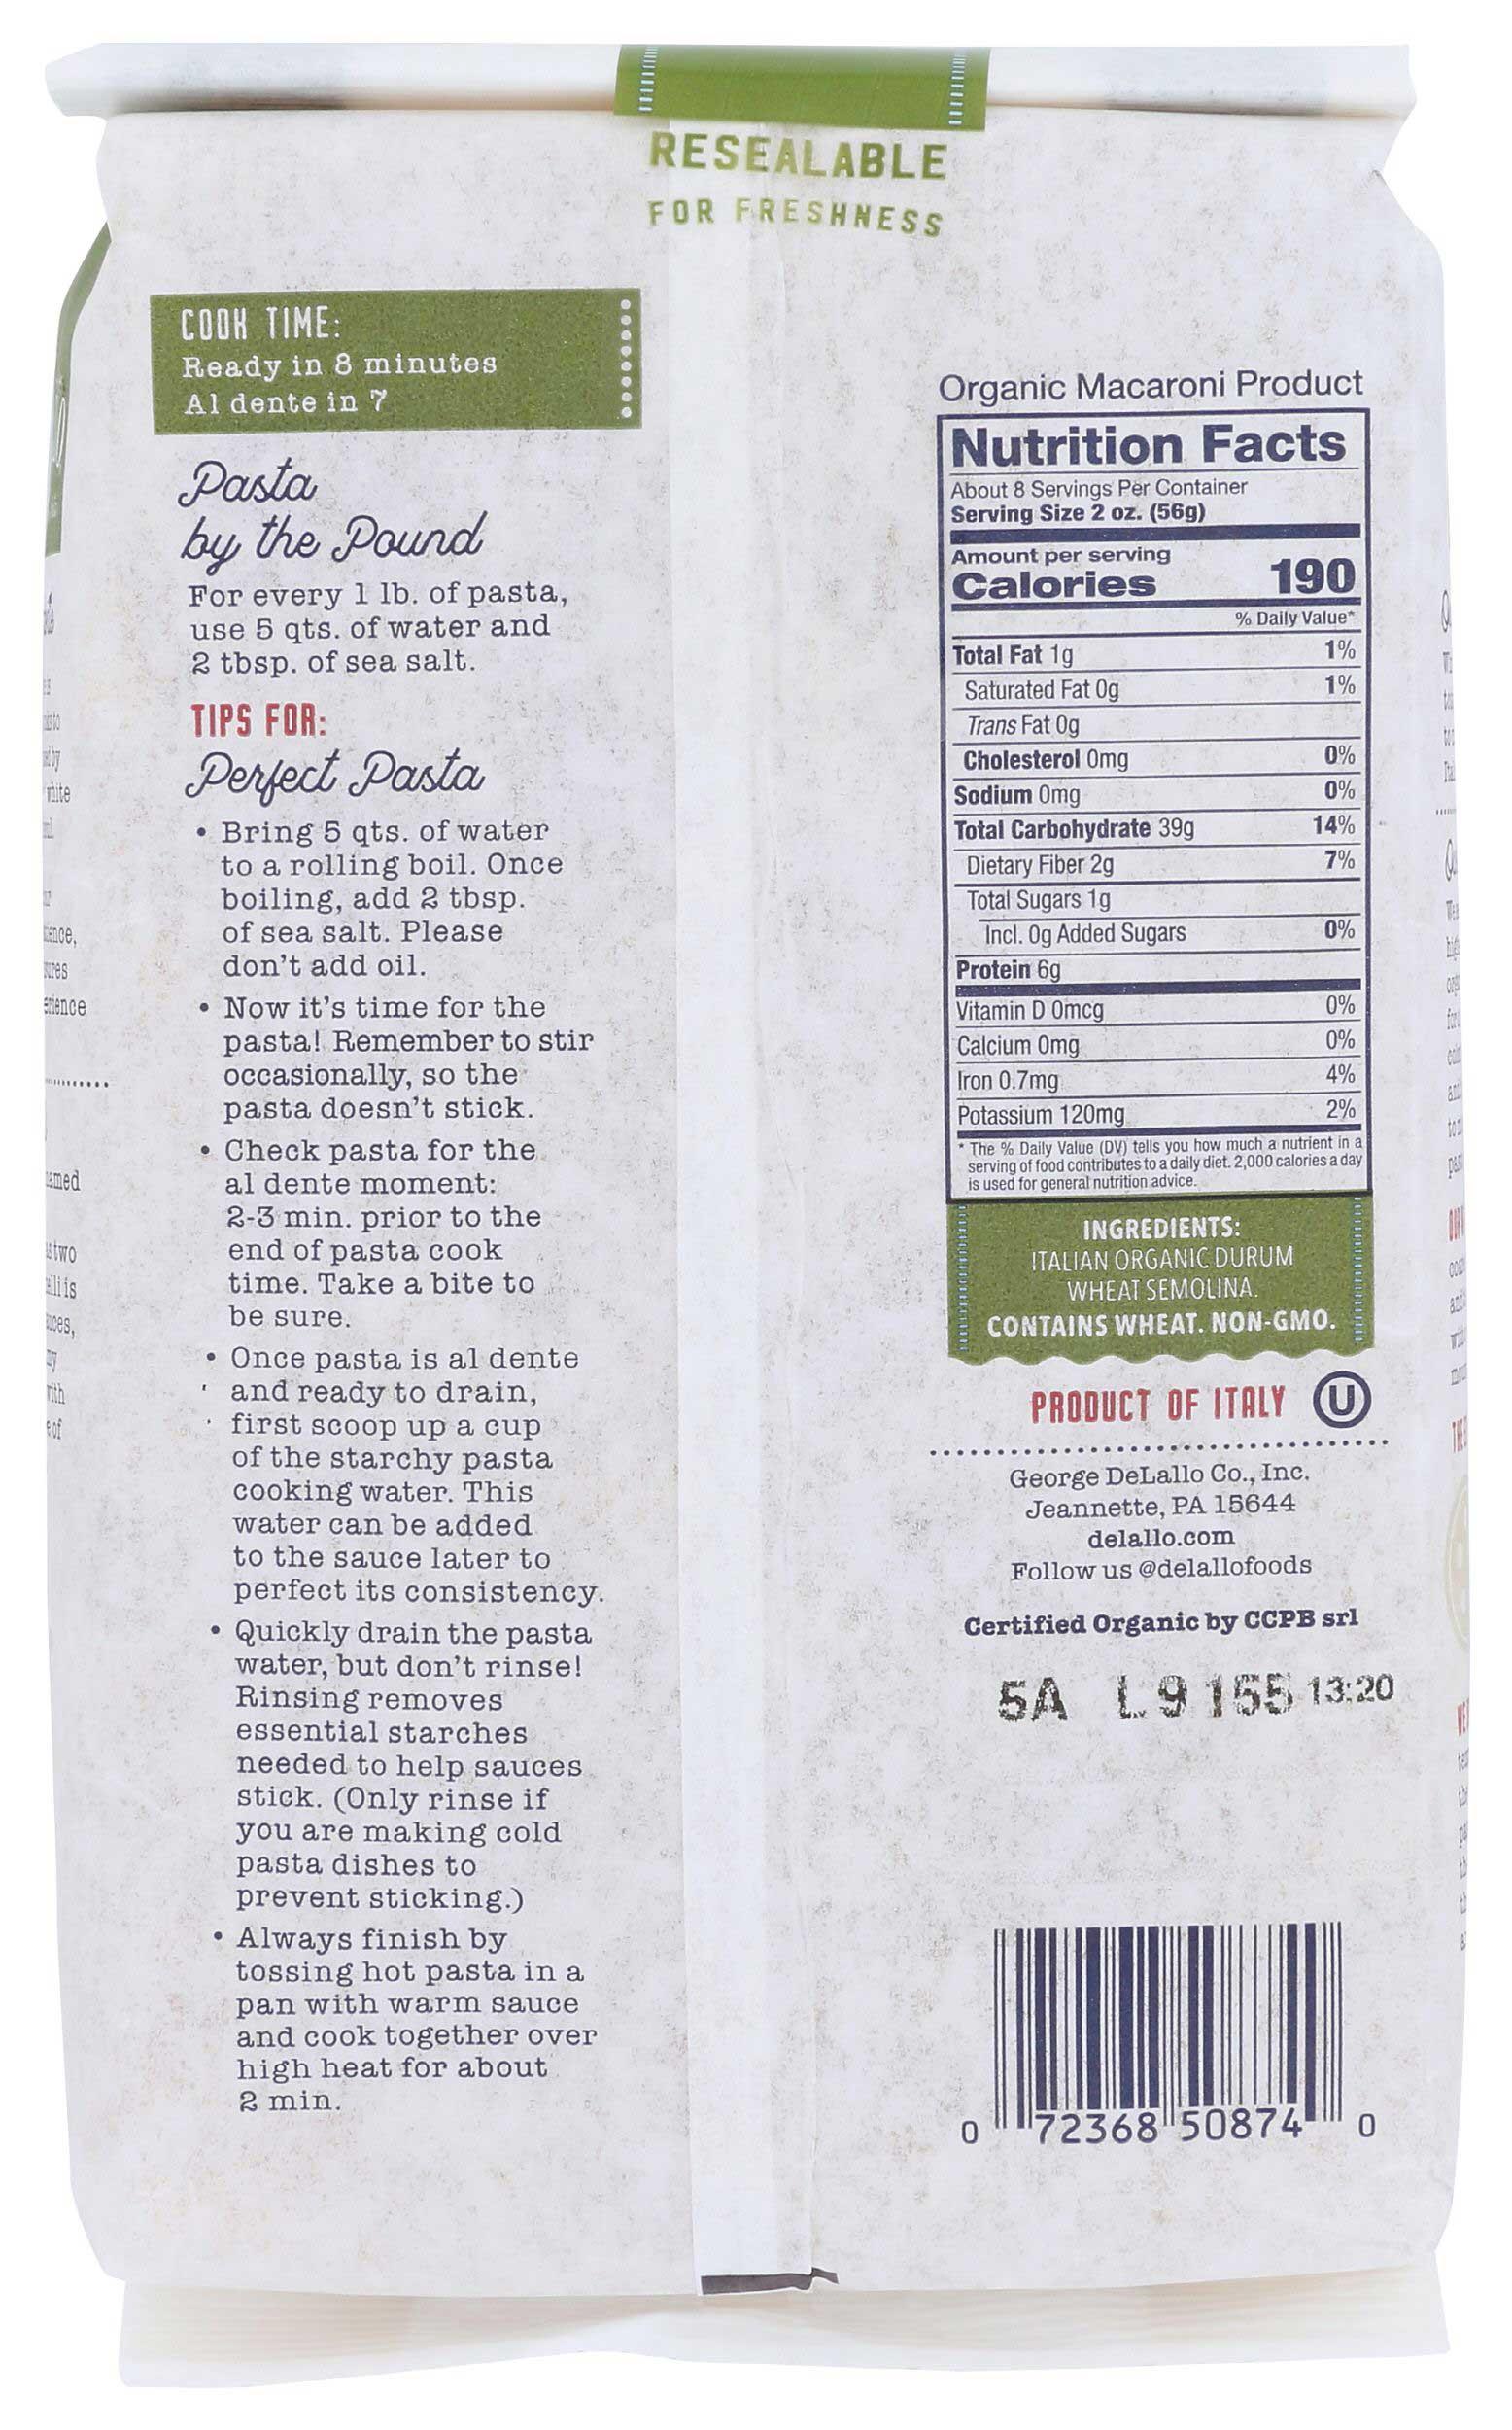 RESEALABLE
FOR FRESHNESS
COOK TIME:
Ready in 8 minutes
Al dente in 7
Pasta
by the Pound
For every 1 lb. of pasta,
use 5 qts. of water and
2 tbsp. of sea salt.
TIPS FOR:
Perfect Pasta
• Bring 5 qts. of water
to a rolling boil. Once
boiling, add 2 tbsp.
of sea salt. Please
don't add oil.
• Now it's time for the
pasta! Remember to stir
occasionally, so the
pasta doesn't stick.
• Check pasta for the
al dente moment:
2-3 min. prior to the
end of pasta cook
time. Take a bite to
be sure.
• Once pasta is al dente
and ready to drain,
first scoop up a cup
of the starchy pasta
cooking water. This
water can be added
to the sauce later to
perfect its consistency.
• Quickly drain the pasta
water, but don't rinse!
Rinsing removes
essential starches
needed to help sauces
stick. (Only rinse if
you are making cold
pasta dishes to
prevent sticking.)
• Always finish by
tossing hot pasta in a
pan with warm sauce
and cook together over
high heat for about
2 min.
Organic Macaroni Product
Nutrition Facts
About 8 Servings Per Container
Serving Size 2 oz. (56g)
Amount per serving
Calories 190
% Daily Value*
Total Fat 1g 1%
Saturated Fat 0g 1%
Trans Fat 0g
Cholesterol 0mg 0%
Sodium 0mg 0%
Total Carbohydrate 39g 14%
Dietary Fiber 2g 7%
Total Sugars 1g
Incl. 0g Added Sugars 0%
Protein 6g
Vitamin D 0mcg 0%
Calcium 0mg 0%
Iron 0.7mg 4%
Potassium 120mg 2%
* The % Daily Value (DV) tells you how much a nutrient in a
serving of food contributes to a daily diet. 2,000 calories a day
is used for general nutrition advice.
INGREDIENTS:
ITALIAN ORGANIC DURUM
WHEAT SEMOLINA.
CONTAINS WHEAT. NON-GMO.
PRODUCT OF ITALY U
George DeLallo Co., Inc.
Jeannette, PA 15644
delallo.com
Follow us @delallofoods
Certified Organic by CCPB srl
5A L9 155 13:20
0 72368 50874 0